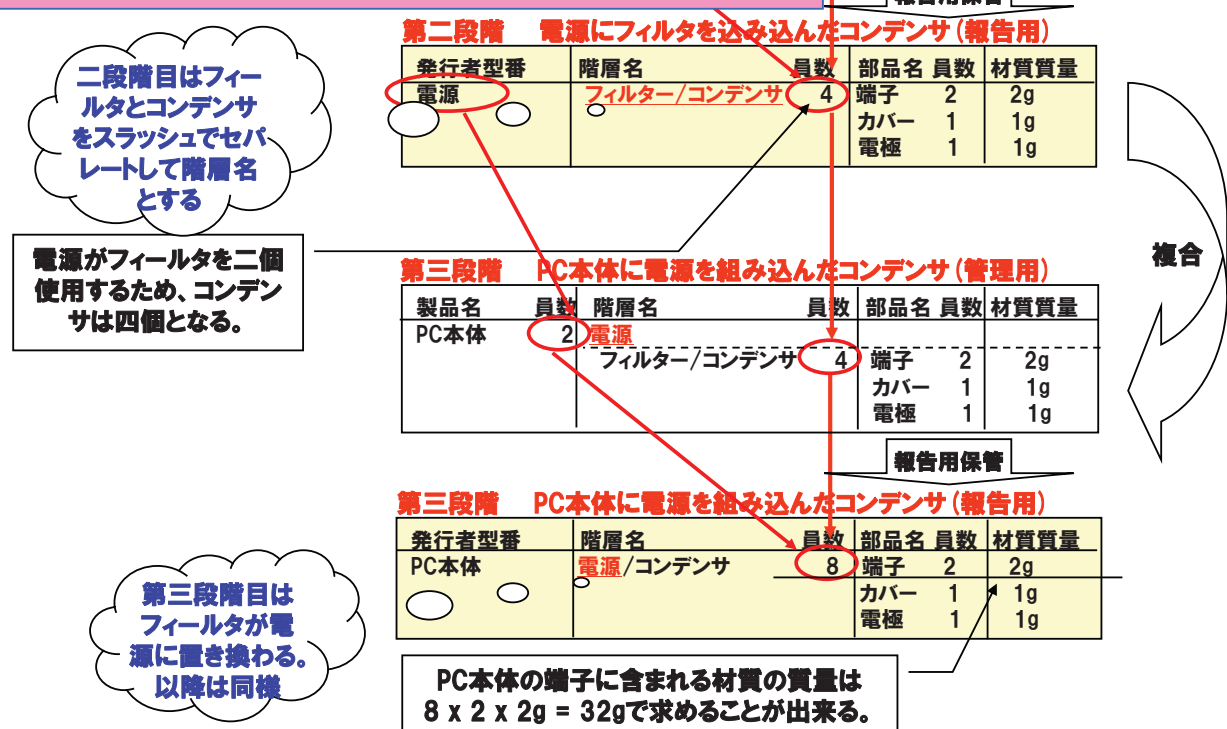 報告用保管
第二段階 電源にフィルタを込み込んだコンデンサ(報告用)
発行者型番 階層名 員数 部品名 員数 材質質量
電源 フィルター/コンデンサ 4 端子 2 2g
カバー 1 1g
電極 1 1g
二段階目はフィー
ルタとコンデンサ
をスラッシュでセパ
レートして階層名
とする
電源がフィールタを二個
使用するため、コンデン
サは四個となる。
複合
第三段階 PC本体に電源を組み込んだコンデンサ(管理用)
製品名 員数 階層名 員数 部品名 員数 材質質量
PC本体 2 電源
フィルター/コンデンサ 4 端子 2 2g
カバー 1 1g
電極 1 1g
報告用保管
第三段階 PC本体に電源を組み込んだコンデンサ(報告用)
発行者型番 階層名 員数 部品名 員数 材質質量
PC本体 電源/コンデンサ 8 端子 2 2g
カバー 1 1g
電極 1 1g
第三段階目は
フィールタが電
源に置き換わる。
以降は同様
PC本体の端子に含まれる材質の質量は
8 x 2 x 2g = 32gで求めることが出来る。